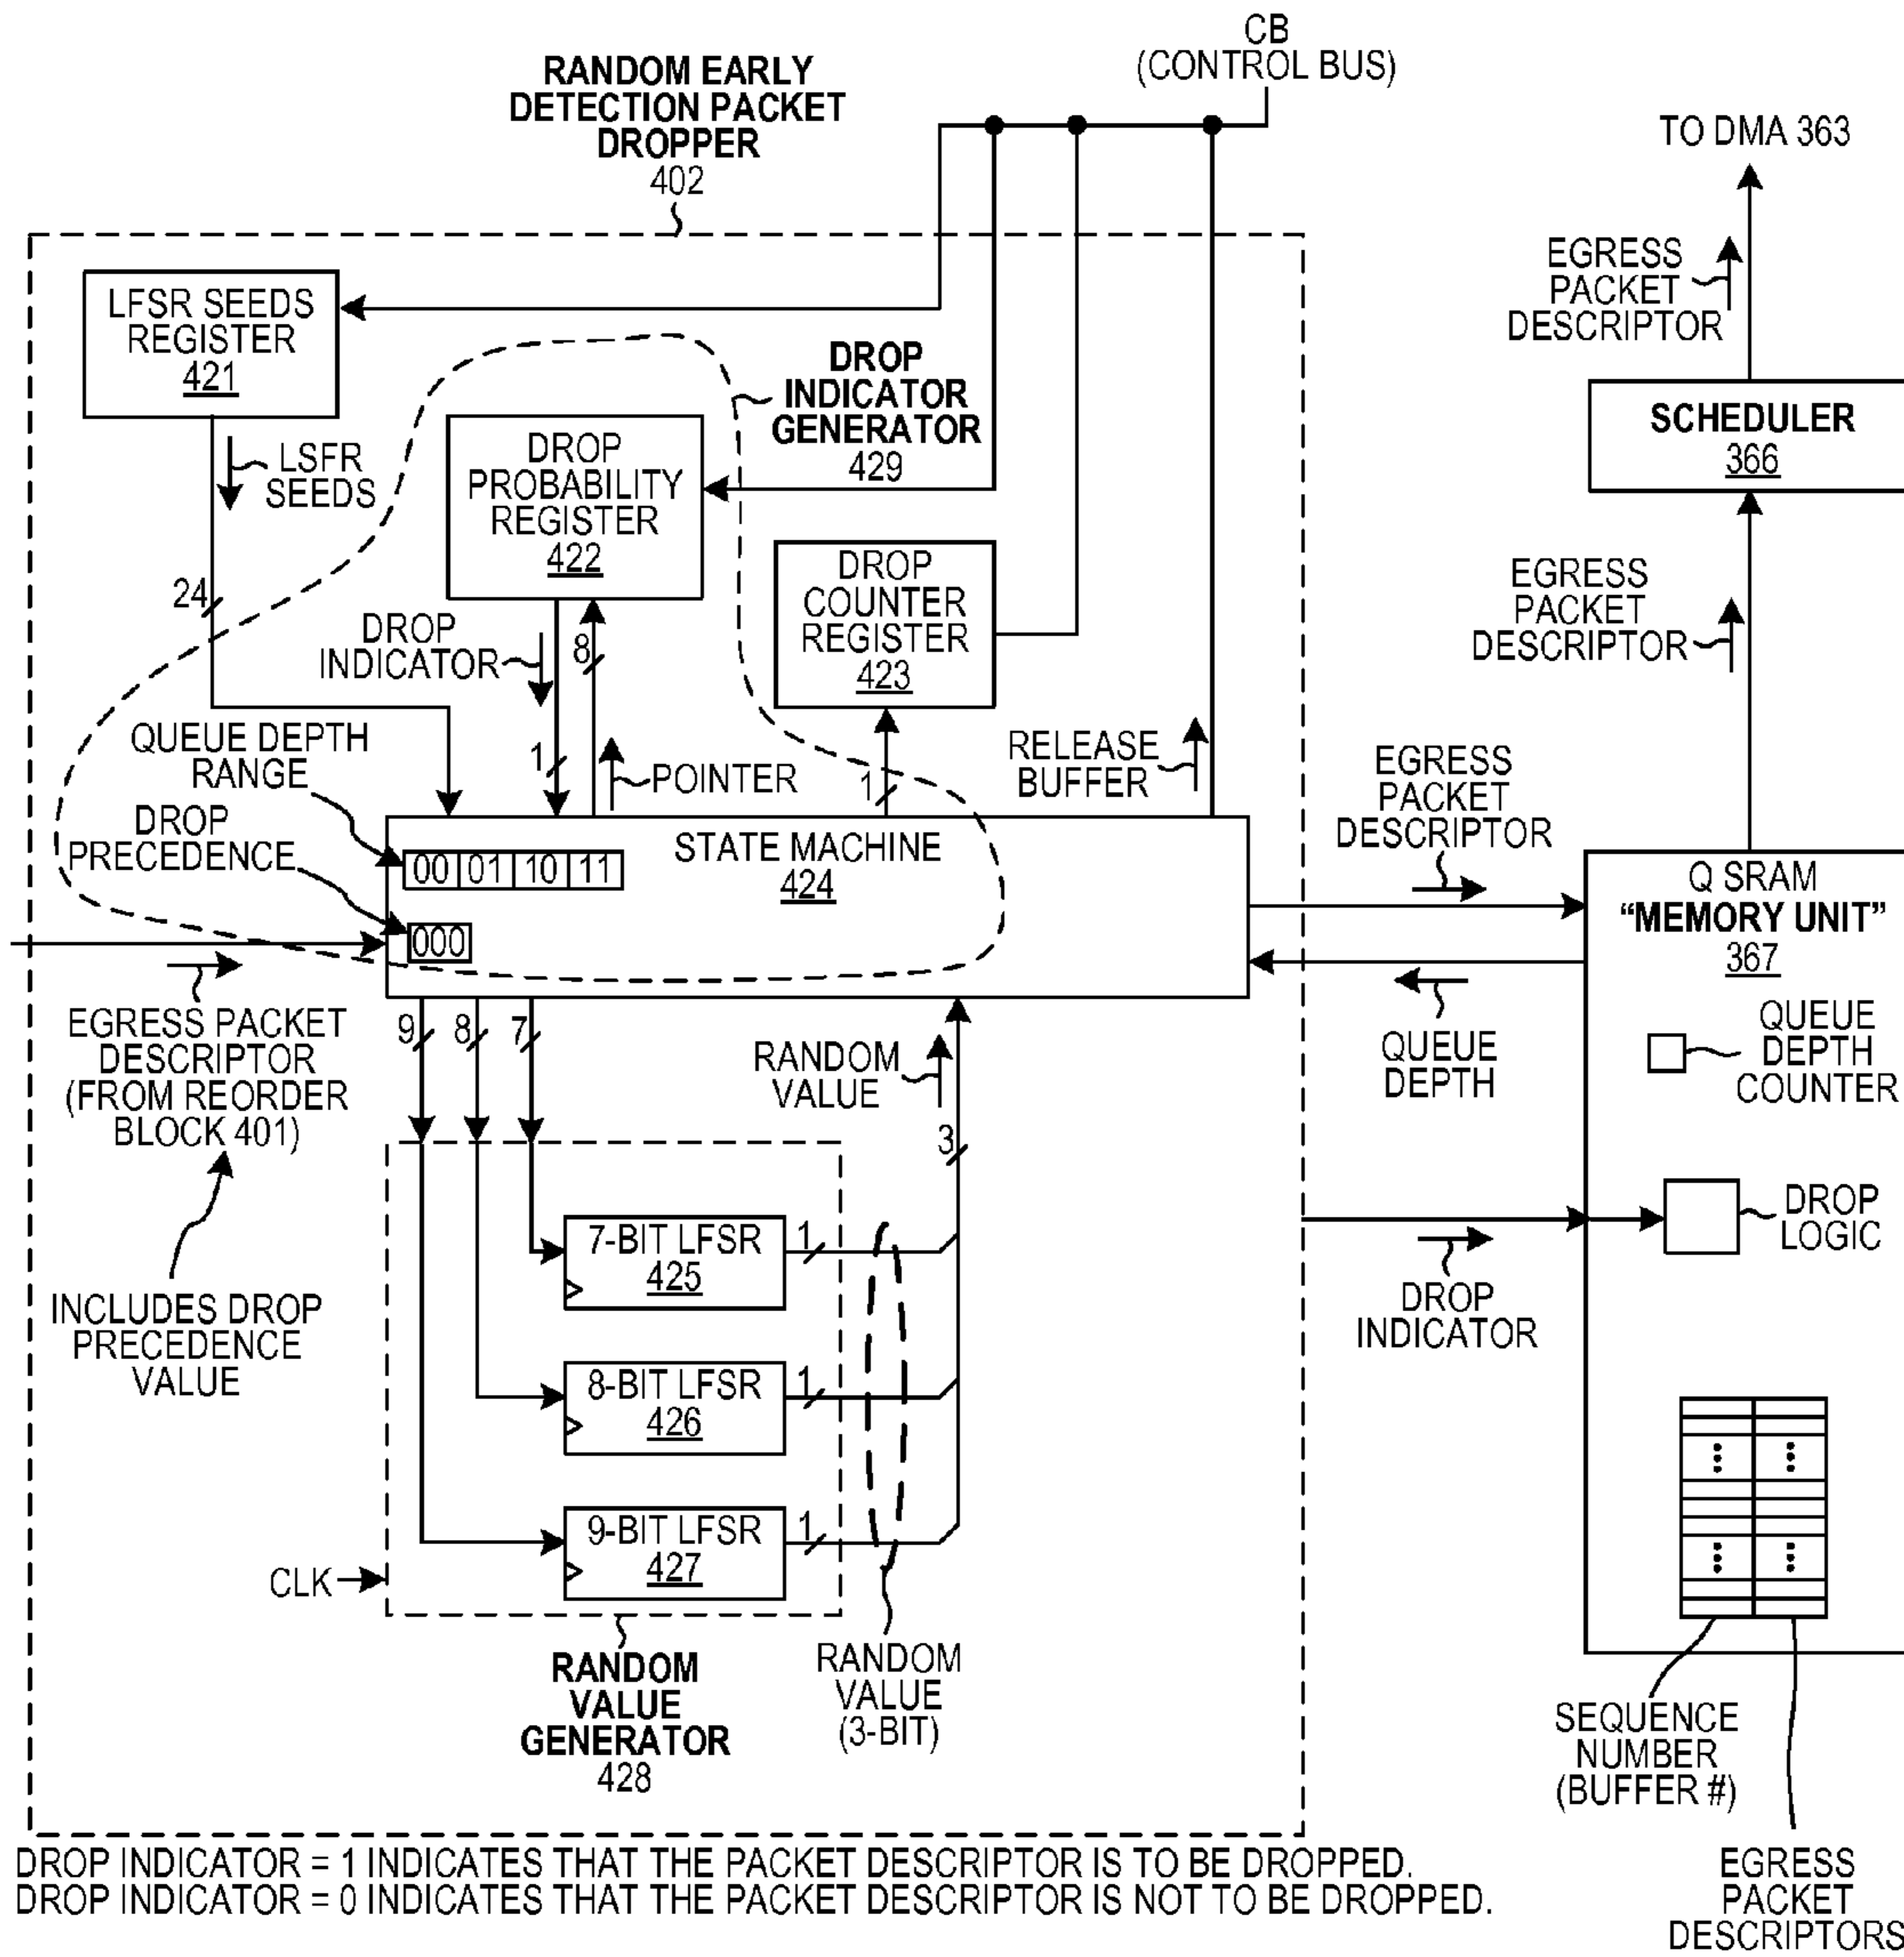 CB
(CONTROL BUS)
RANDOM EARLY
DETECTION PACKET
DROPPER
402
TO DMA 363
EGRESS
PACKET
DESCRIPTOR
LFSR SEEDS
REGISTER
421
DROP
INDICATOR
GENERATOR
429
SCHEDULER
366
LSFR
SEEDS
DROP
PROBABILITY
REGISTER
422
DROP
COUNTER
REGISTER
423
EGRESS
PACKET
DESCRIPTOR
24
DROP
INDICATOR
8
QUEUE DEPTH
RANGE
1
POINTER
1
RELEASE
BUFFER
EGRESS
PACKET
DESCRIPTOR
DROP
PRECEDENCE
00 01 10 11
STATE MACHINE
424
000
Q SRAM
“MEMORY UNIT”
367
EGRESS PACKET
DESCRIPTOR
(FROM REORDER
BLOCK 401)
9 8 7
RANDOM
VALUE
3
QUEUE
DEPTH
QUEUE
DEPTH
COUNTER
INCLUDES DROP
PRECEDENCE
VALUE
7-BIT LFSR
425
1
DROP
LOGIC
DROP
INDICATOR
8-BIT LFSR
426
1
9-BIT LFSR
427
1
CLK
RANDOM
VALUE
GENERATOR
428
RANDOM
VALUE
(3-BIT)
SEQUENCE
NUMBER
(BUFFER #)
EGRESS
PACKET
DESCRIPTORS
DROP INDICATOR = 1 INDICATES THAT THE PACKET DESCRIPTOR IS TO BE DROPPED.
DROP INDICATOR = 0 INDICATES THAT THE PACKET DESCRIPTOR IS NOT TO BE DROPPED.